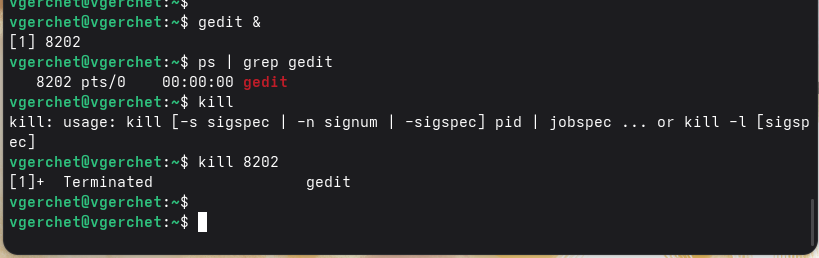 vgerchet@vgerchet:~$
vgerchet@vgerchet:~$ gedit &
[1] 8202
vgerchet@vgerchet:~$ ps | grep gedit
   8202 pts/0    00:00:00 gedit
vgerchet@vgerchet:~$ kill
kill: usage: kill [-s sigspec | -n signum | -sigspec] pid | jobspec ... or kill -l [sigsp
ec]
vgerchet@vgerchet:~$ kill 8202
[1]+  Terminated                 gedit
vgerchet@vgerchet:~$
vgerchet@vgerchet:~$